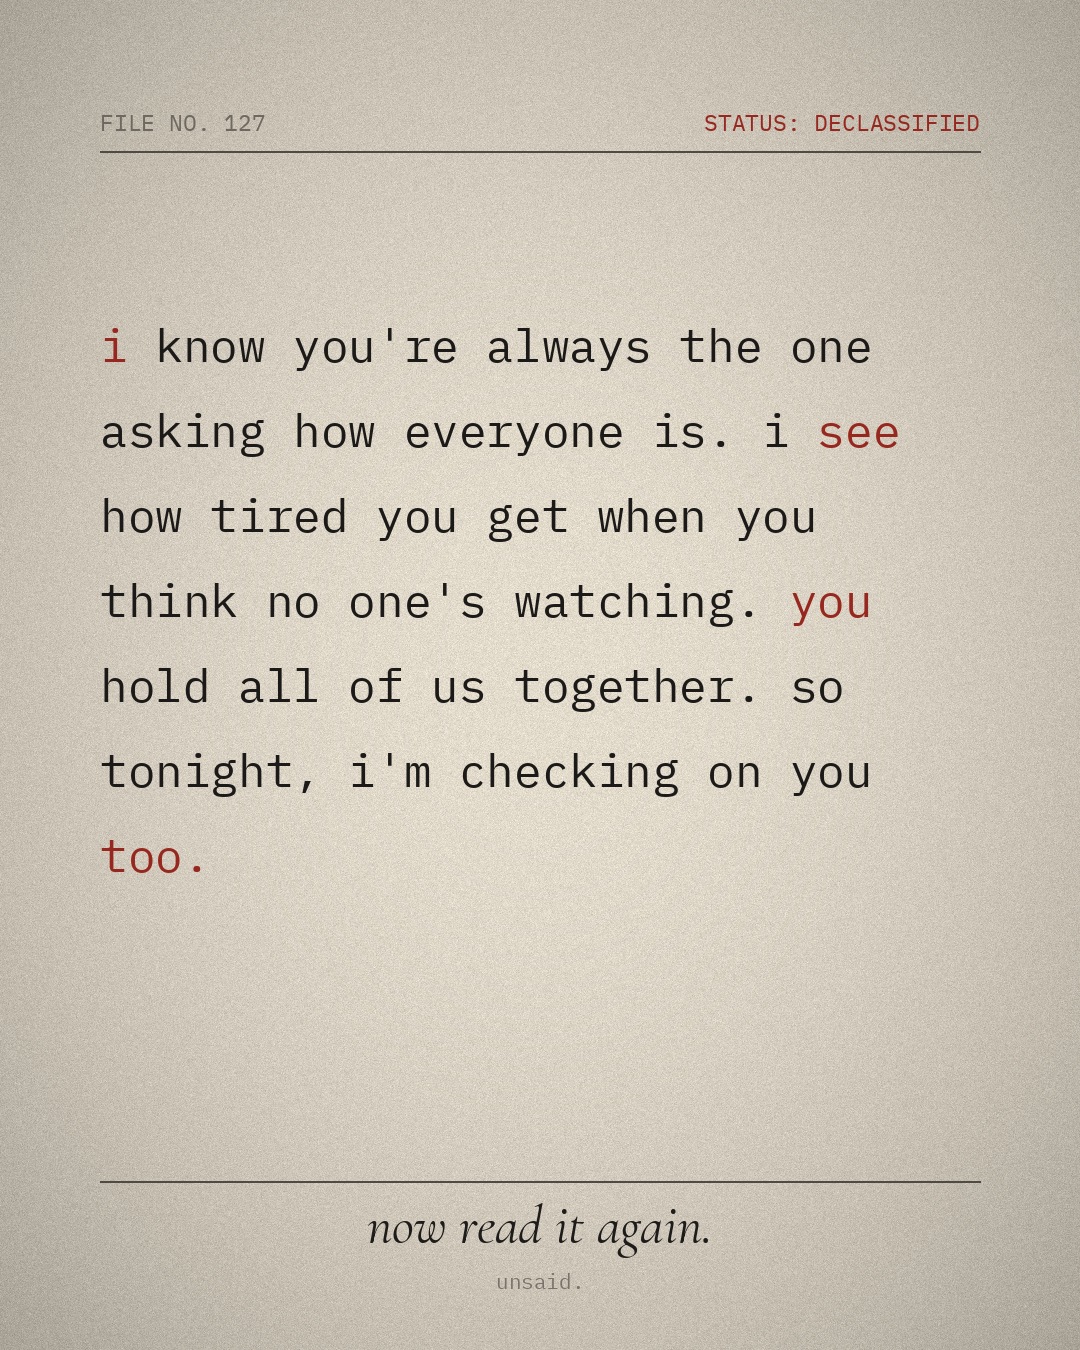 FILE NO. 127
STATUS: DECLASSIFIED
i know you're always the one
asking how everyone is. i see
how tired you get when you
think no one's watching. you
hold all of us together. so
tonight, i'm checking on you
too.
now read it again.
unsaid.